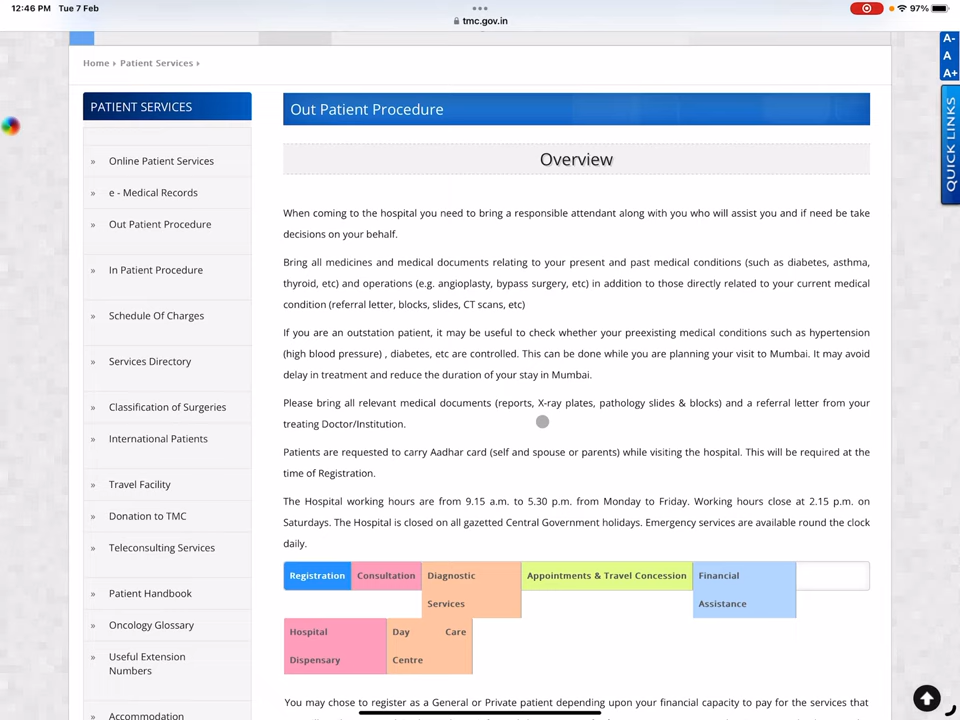 12:46 PM Tue 7 Feb
97%
tmc.gov.in
A-
A
A+
QUICK LINKS
Home Patient Services
PATIENT SERVICES
» Online Patient Services
» e - Medical Records
» Out Patient Procedure
» In Patient Procedure
» Schedule Of Charges
» Services Directory
» Classification of Surgeries
» International Patients
» Travel Facility
» Donation to TMC
» Teleconsulting Services
» Patient Handbook
» Oncology Glossary
» Useful Extension
Numbers
» Accommodation
Out Patient Procedure
Overview
When coming to the hospital you need to bring a responsible attendant along with you who will assist you and if need be take
decisions on your behalf.
Bring all medicines and medical documents relating to your present and past medical conditions (such as diabetes, asthma,
thyroid, etc) and operations (e.g. angioplasty, bypass surgery, etc) in addition to those directly related to your current medical
condition (referral letter, blocks, slides, CT scans, etc)
If you are an outstation patient, it may be useful to check whether your preexisting medical conditions such as hypertension
(high blood pressure) , diabetes, etc are controlled. This can be done while you are planning your visit to Mumbai. It may avoid
delay in treatment and reduce the duration of your stay in Mumbai.
Please bring all relevant medical documents (reports, X-ray plates, pathology slides & blocks) and a referral letter from your
treating Doctor/Institution.
Patients are requested to carry Aadhar card (self and spouse or parents) while visiting the hospital. This will be required at the
time of Registration.
The Hospital working hours are from 9.15 a.m. to 5.30 p.m. from Monday to Friday. Working hours close at 2.15 p.m. on
Saturdays. The Hospital is closed on all gazetted Central Government holidays. Emergency services are available round the clock
daily.
Registration Consultation Diagnostic Appointments & Travel Concession Financial
Services Assistance
Hospital Day Care
Dispensary Centre
You may chose to register as a General or Private patient depending upon your financial capacity to pay for the services that